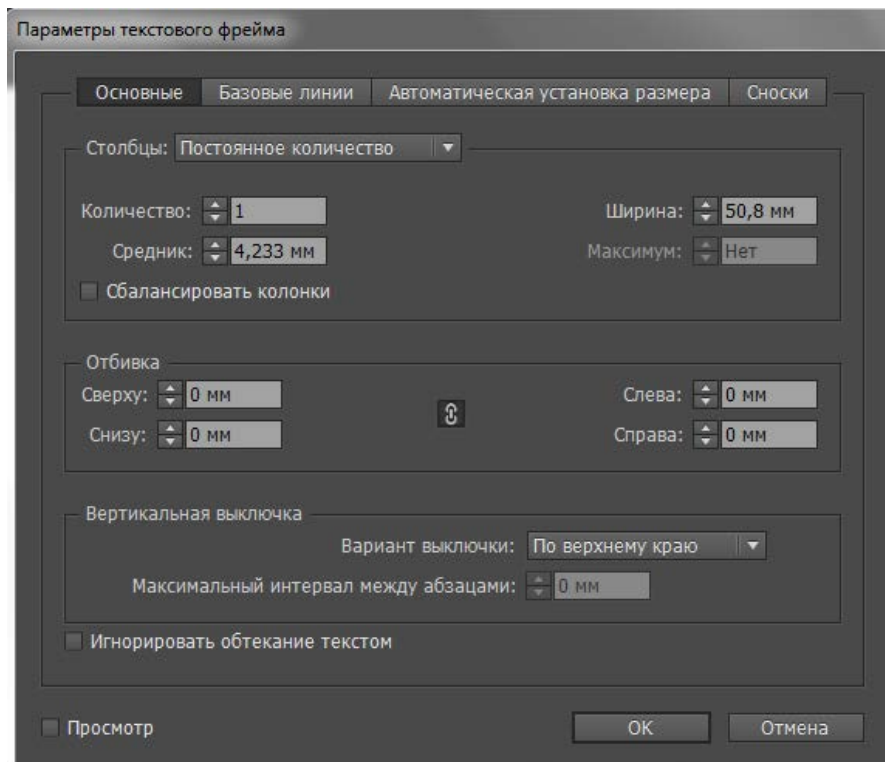 Параметры текстового фрейма
Основные Базовые линии Автоматическая установка размера Сноски
Столбцы: Постоянное количество
Количество: 1 Ширина: 50,8 мм
Средник: 4,233 мм Максимум: Нет
Сбалансировать колонки
Отбивка
Сверху: 0 мм Слева: 0 мм
Снизу: 0 мм Справа: 0 мм
Вертикальная выключка
Вариант выключки: По верхнему краю
Максимальный интервал между абзацами: 0 мм
Игнорировать обтекание текстом
Просмотр OK Отмена